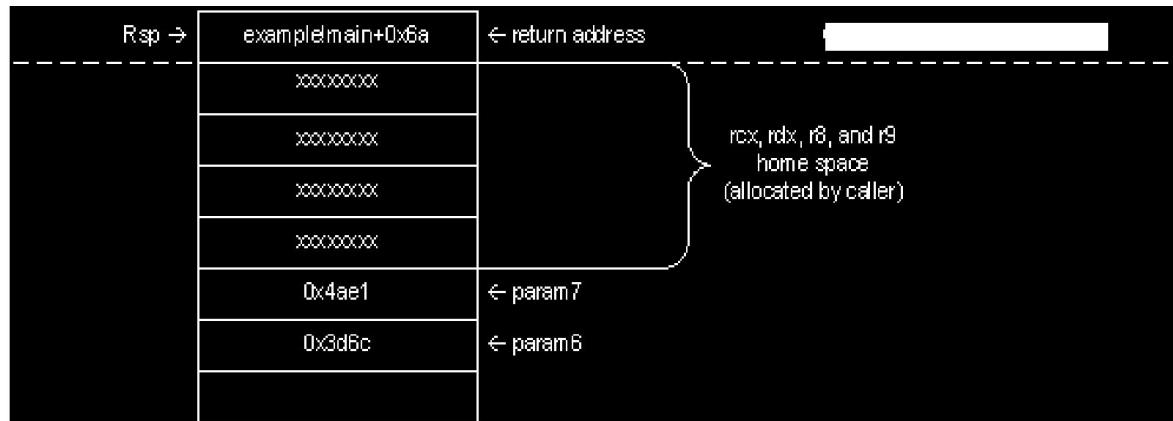 Rsp → example!main+0x6a ← return address
xxxxxxxx
xxxxxxxx
xxxxxxxx
xxxxxxxx
rcx, rdx, r8, and r9
home space
(allocated by caller)
0x4ae1 ← param7
0x3d6c ← param6